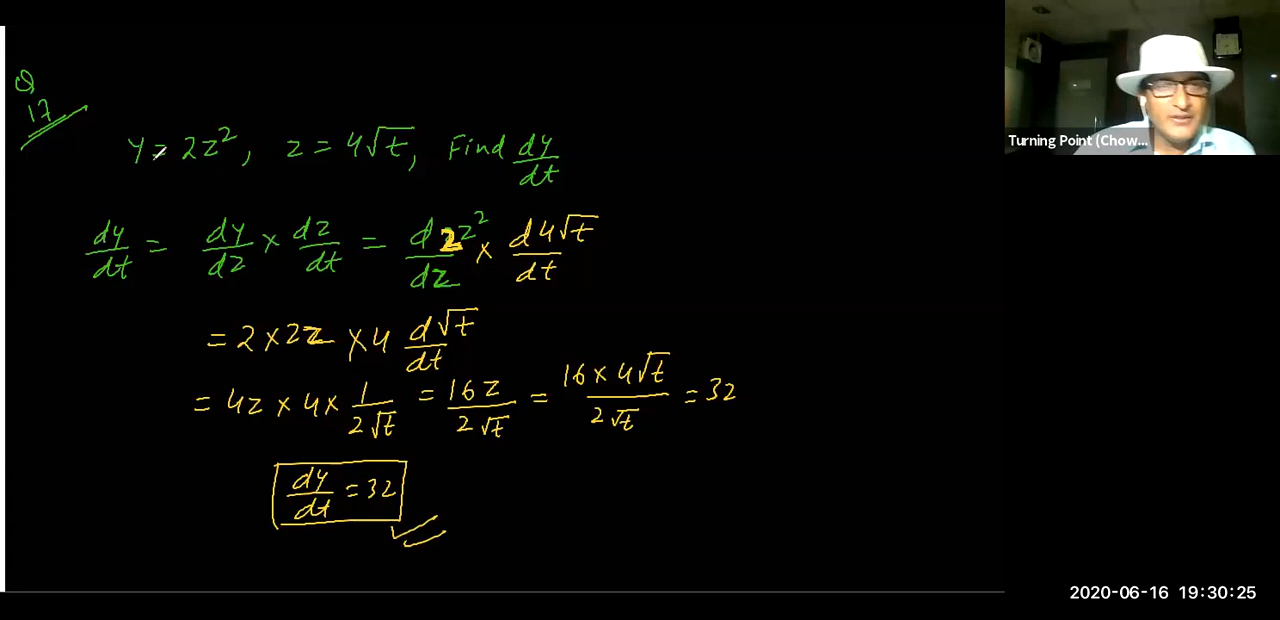 Q
17
y = 2z², z = 4√t, Find dy/dt
dy/dt = dy/dz × dz/dt = d2z²/dz × d4√t/dt
= 2 × 2z × 4 d√t/dt
= 4z × 4 × 1/2√t = 16z/2√t = 16 × 4√t/2√t = 32
dy/dt = 32
Turning Point (Chow...
2020-06-16 19:30:25